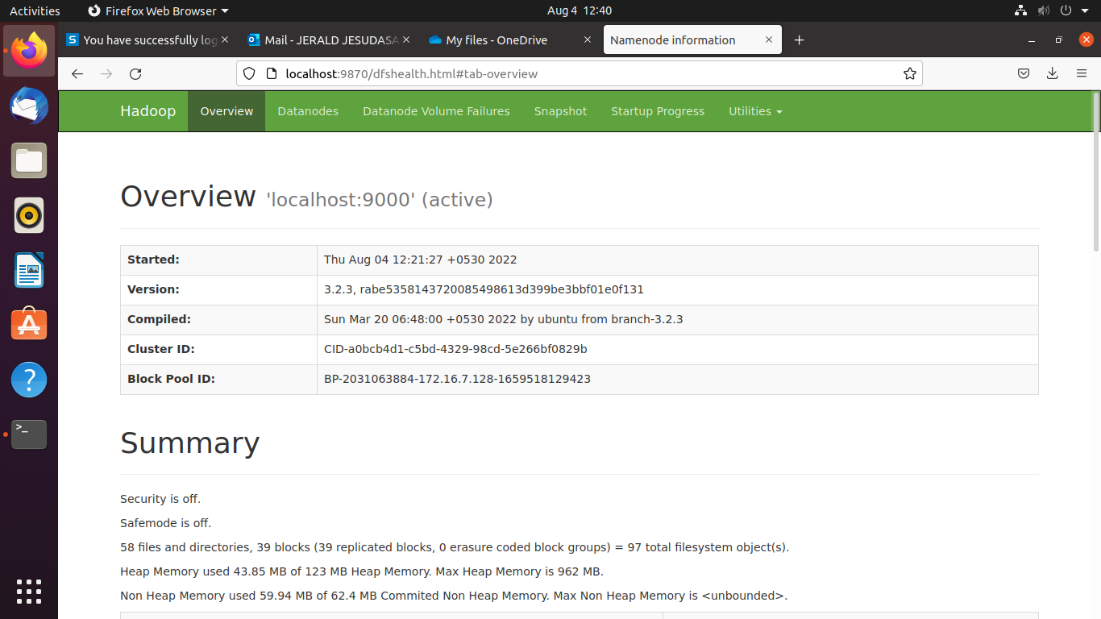 Activities Firefox Web Browser Aug 4 12:40
You have successfully log Mail - JERALD JESUDASA My files - OneDrive Namenode information
localhost:9870/dfshealth.html#tab-overview
Hadoop Overview Datanodes Datanode Volume Failures Snapshot Startup Progress Utilities
Overview 'localhost:9000' (active)
Started: Thu Aug 04 12:21:27 +0530 2022
Version: 3.2.3, rabe5358143720085498613d399be3bbf01e0f131
Compiled: Sun Mar 20 06:48:00 +0530 2022 by ubuntu from branch-3.2.3
Cluster ID: CID-a0bcb4d1-c5bd-4329-98cd-5e266bf0829b
Block Pool ID: BP-2031063884-172.16.7.128-1659518129423
Summary
Security is off.
Safemode is off.
58 files and directories, 39 blocks (39 replicated blocks, 0 erasure coded block groups) = 97 total filesystem object(s).
Heap Memory used 43.85 MB of 123 MB Heap Memory. Max Heap Memory is 962 MB.
Non Heap Memory used 59.94 MB of 62.4 MB Commited Non Heap Memory. Max Non Heap Memory is <unbounded>.